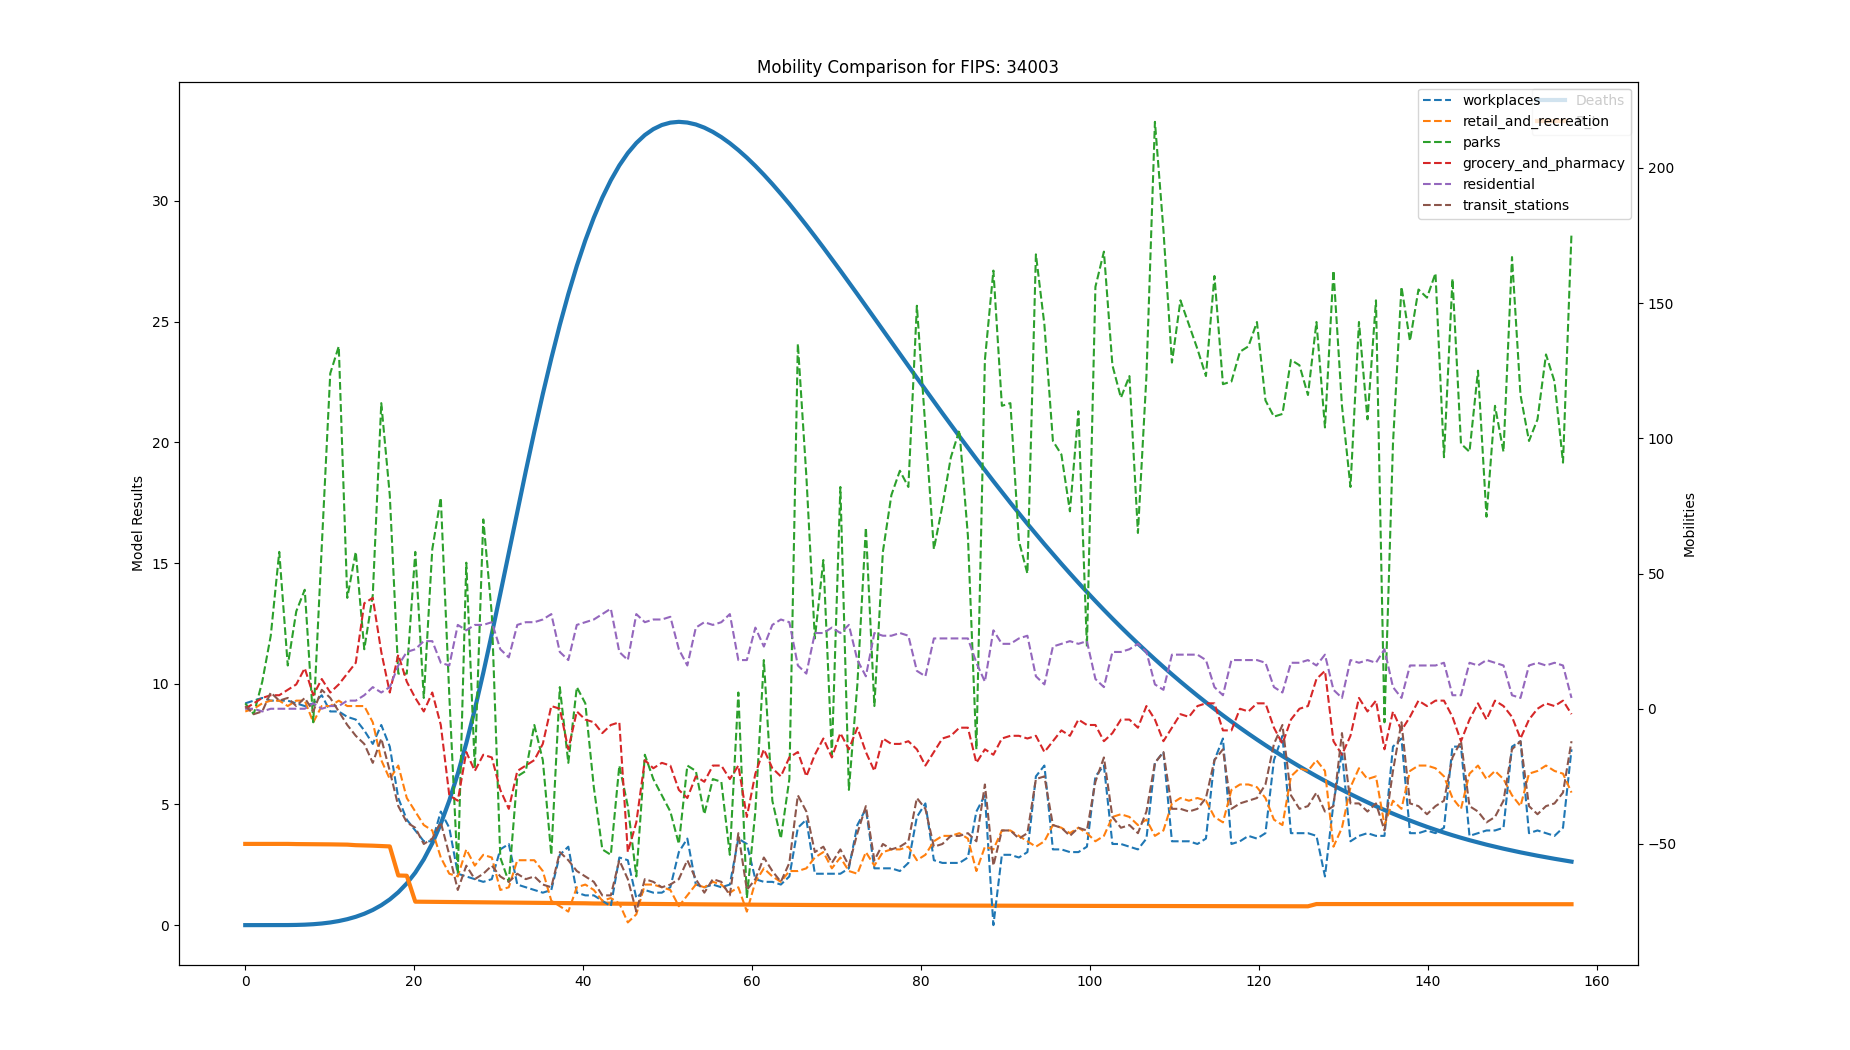 Mobility Comparison for FIPS: 34003
workplaces
retail_and_recreation
parks
grocery_and_pharmacy
residential
transit_stations
Deaths
Model Results
Mobilities
30
25
20
15
10
5
0
200
150
100
50
0
−50
0
20
40
60
80
100
120
140
160